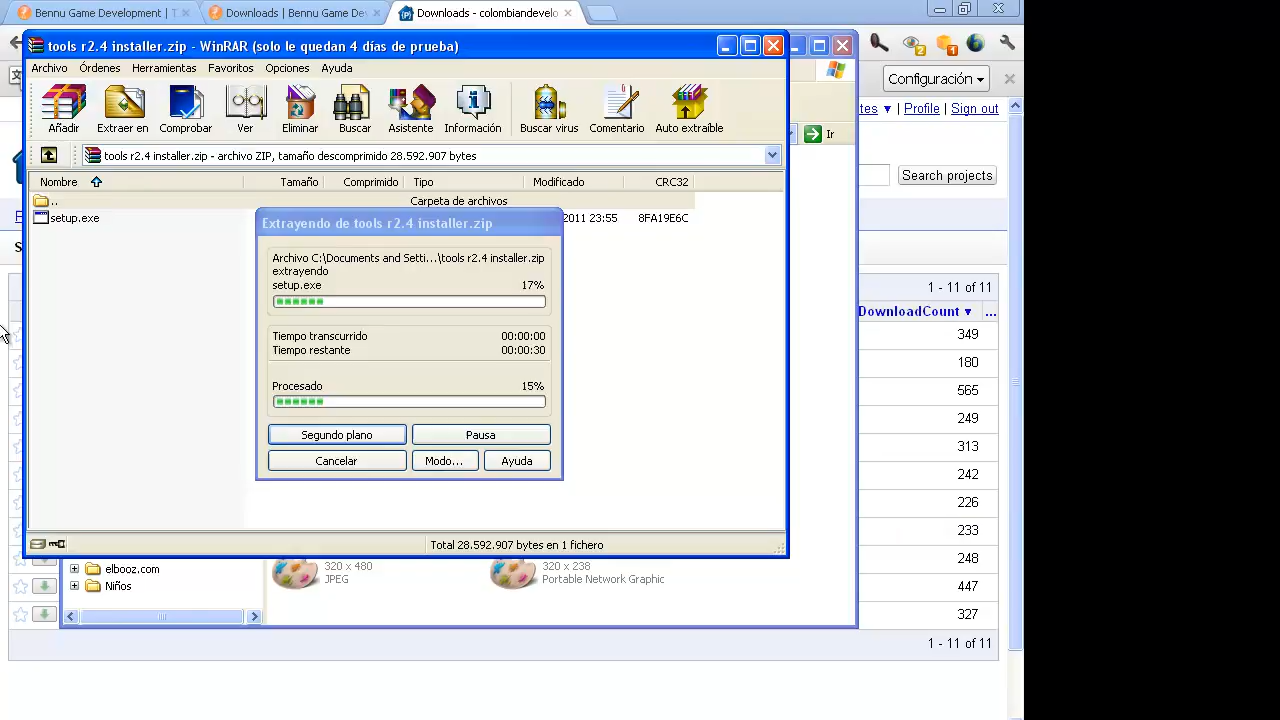 Bennu Game Development | T
Downloads | Bennu Game De
Downloads - colombiandevelo
tools r2.4 installer.zip - WinRAR (solo le quedan 4 días de prueba)
Archivo Órdenes Herramientas Favoritos Opciones Ayuda
Configuración
Profile | Sign out
Añadir
Extraer en
Comprobar
Ver
Eliminar
Buscar
Asistente
Información
Buscar virus
Comentario
Auto extraíble
Ir
tools r2.4 installer.zip - archivo ZIP, tamaño descomprimido 28.592.907 bytes
Search projects
Nombre Tamaño Comprimido Tipo Modificado CRC32
.. Carpeta de archivos
setup.exe 2011 23:55 8FA19E6C
Extrayendo de tools r2.4 installer.zip
Archivo C:\Documents and Setti...\tools r2.4 installer.zip
extrayendo
setup.exe 17%
Tiempo transcurrido 00:00:00
Tiempo restante 00:00:30
Procesado 15%
Segundo plano
Pausa
Cancelar
Modo...
Ayuda
1 - 11 of 11
DownloadCount ▼ ...
349
180
565
249
313
242
226
233
248
447
327
1 - 11 of 11
Total 28.592.907 bytes en 1 fichero
elbooz.com
Niños
320 x 480
JPEG
320 x 238
Portable Network Graphic